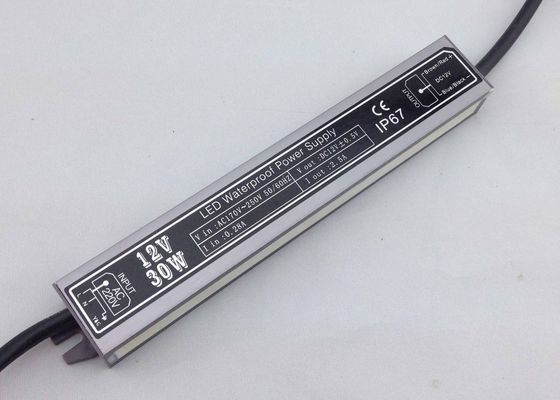 INPUT
AC
220V
L N
12V
30W
LED Waterproof Power Supply
V in :AC170V~250V 50/60HZ
V out :DC12V±0.5V
I in :0.28A
I out :2.5A
CE
IP67
OUTPUT
Brown/Red +
DC12V
Blue/Black -